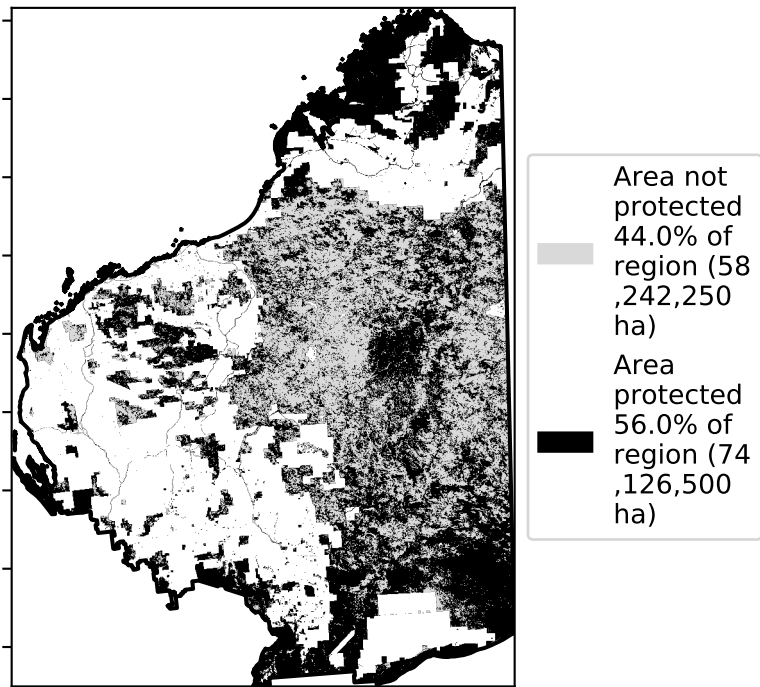 Area not
protected
44.0% of
region (58
,242,250
ha)
Area
protected
56.0% of
region (74
,126,500
ha)